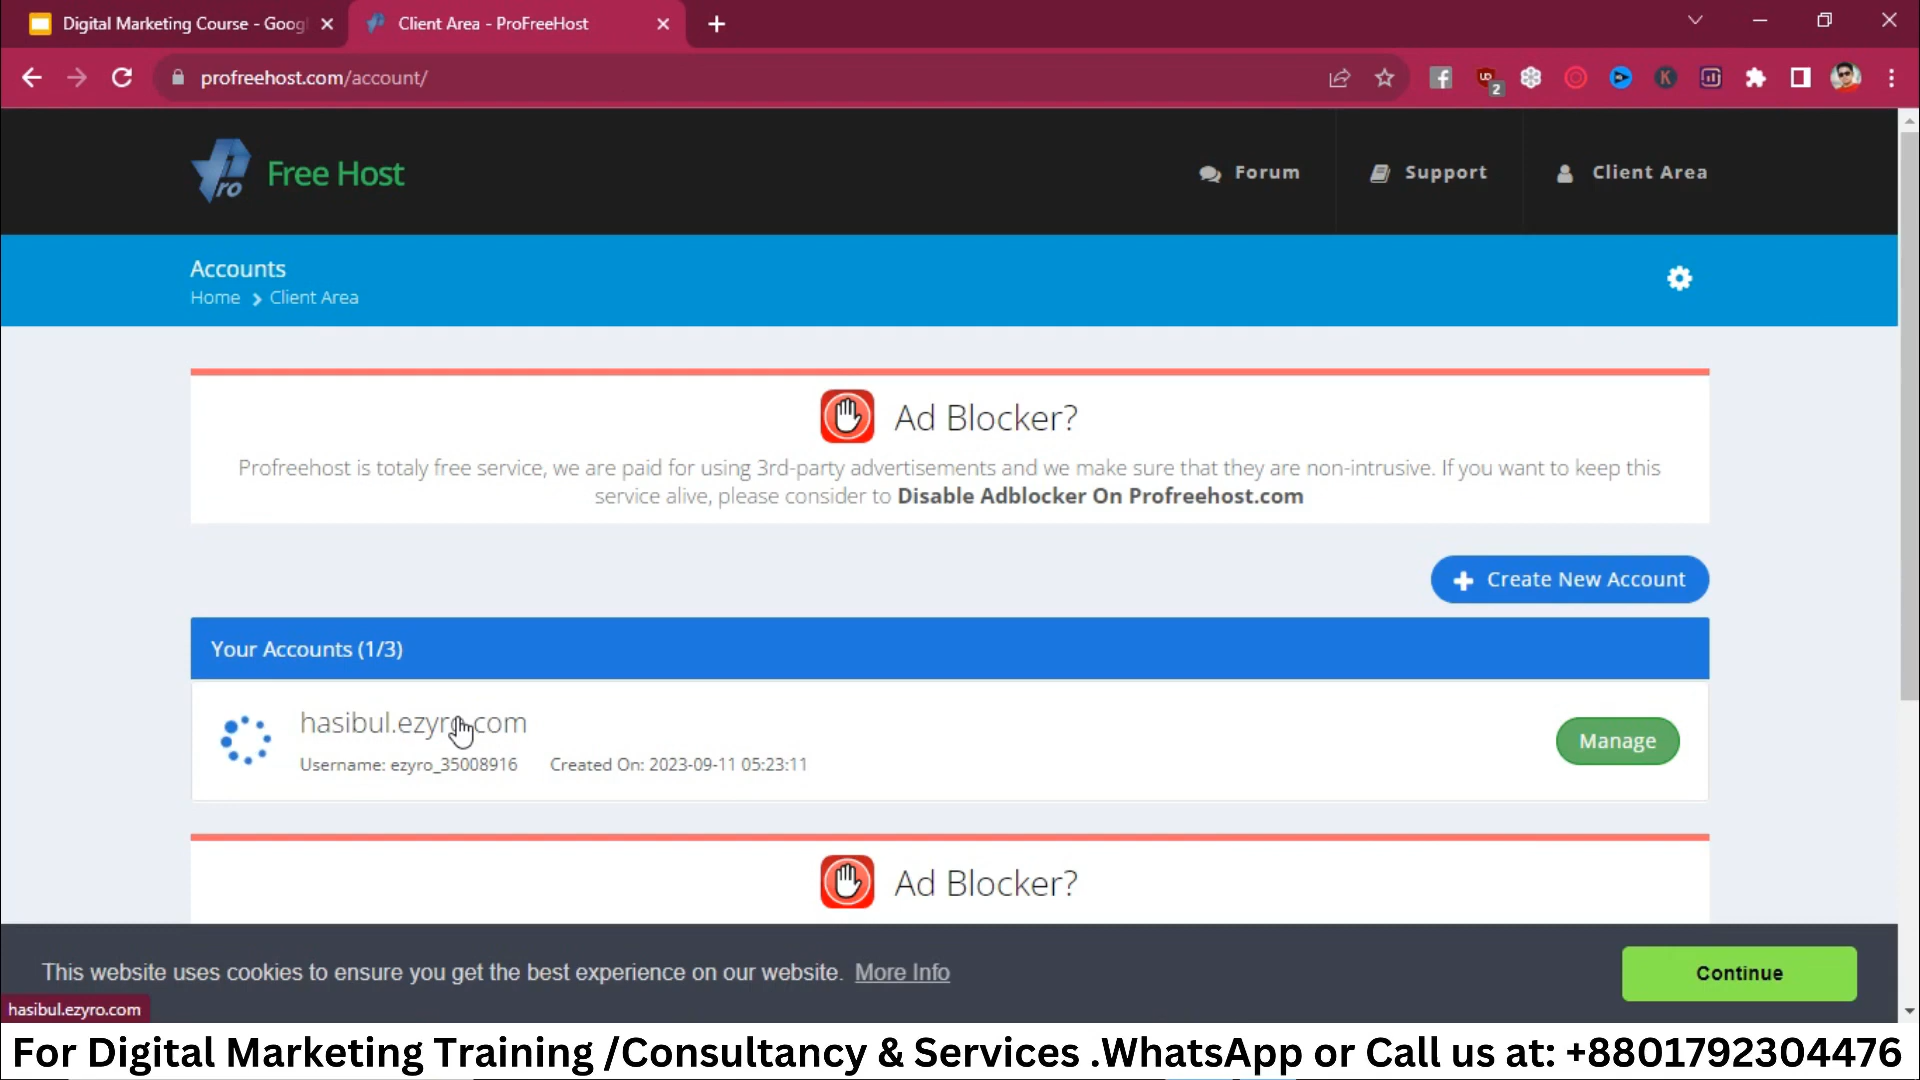 Digital Marketing Course - Goog
Client Area - ProFreeHost
profreehost.com/account/
2
K
ro
Free Host
Forum
Support
Client Area
Accounts
Home
Client Area
Ad Blocker?
Profreehost is totaly free service, we are paid for using 3rd-party advertisements and we make sure that they are non-intrusive. If you want to keep this
service alive, please consider to Disable Adblocker On Profreehost.com
Create New Account
Your Accounts (1/3)
hasibul.ezyro.com
Username: ezyro_35008916 Created On: 2023-09-11 05:23:11
Manage
Ad Blocker?
This website uses cookies to ensure you get the best experience on our website. More Info
Continue
hasibul.ezyro.com
For Digital Marketing Training /Consultancy & Services .WhatsApp or Call us at: +8801792304476